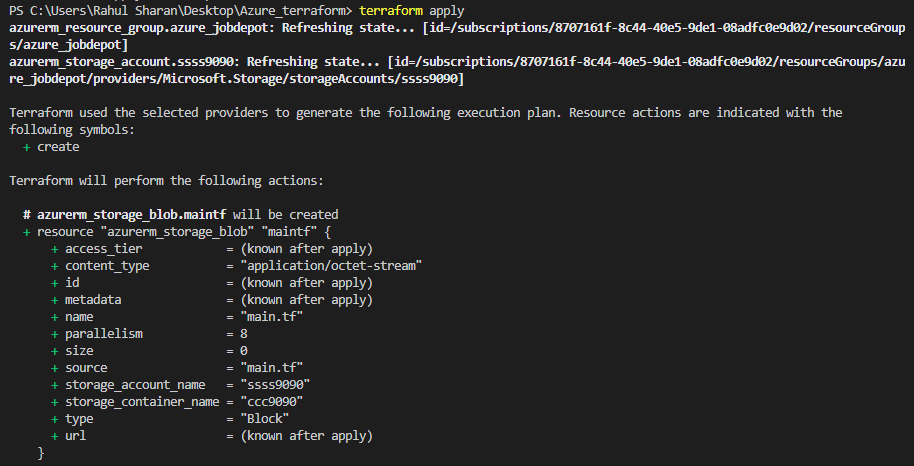 PS C:\Users\Rahul Sharan\Desktop\Azure_terraform> terraform apply
azurerm_resource_group.azure_jobdepot: Refreshing state... [id=/subscriptions/8707161f-8c44-40e5-9de1-08adfc0e9d02/resourceGroup
s/azure_jobdepot]
azurerm_storage_account.ssss9090: Refreshing state... [id=/subscriptions/8707161f-8c44-40e5-9de1-08adfc0e9d02/resourceGroups/azu
re_jobdepot/providers/Microsoft.Storage/storageAccounts/ssss9090]

Terraform used the selected providers to generate the following execution plan. Resource actions are indicated with the
following symbols:
  + create

Terraform will perform the following actions:

  # azurerm_storage_blob.maintf will be created
  + resource "azurerm_storage_blob" "maintf" {
      + access_tier            = (known after apply)
      + content_type           = "application/octet-stream"
      + id                     = (known after apply)
      + metadata               = (known after apply)
      + name                   = "main.tf"
      + parallelism            = 8
      + size                   = 0
      + source                 = "main.tf"
      + storage_account_name   = "ssss9090"
      + storage_container_name = "ccc9090"
      + type                   = "Block"
      + url                    = (known after apply)
    }